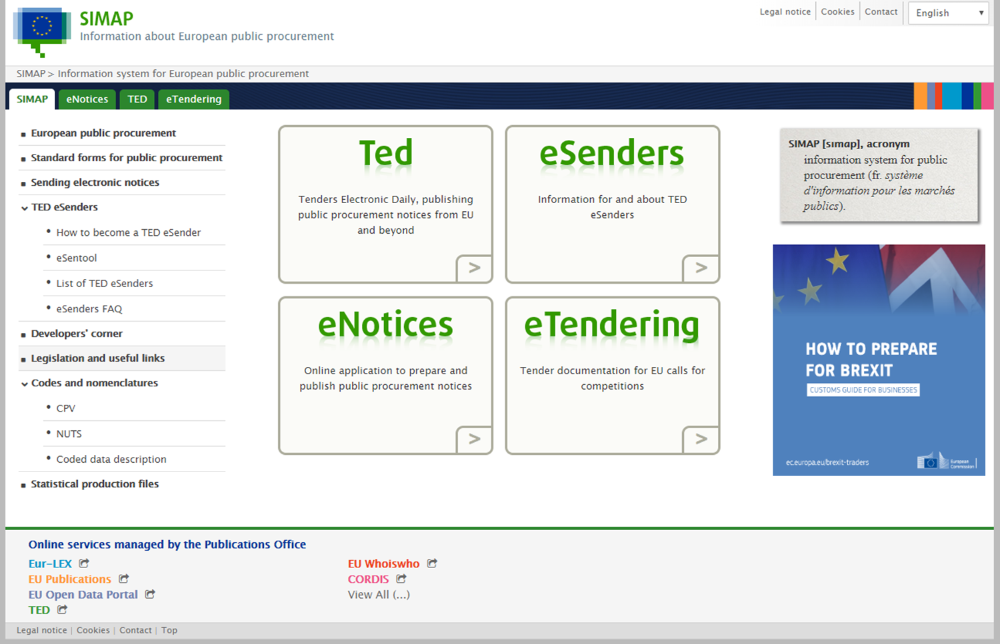 SIMAP
Information about European public procurement
Legal notice
Cookies
Contact
English
SIMAP > Information system for European public procurement
SIMAP
eNotices
TED
eTendering
European public procurement
Standard forms for public procurement
Sending electronic notices
TED eSenders
How to become a TED eSender
eSentool
List of TED eSenders
eSenders FAQ
Developers' corner
Legislation and useful links
Codes and nomenclatures
CPV
NUTS
Coded data description
Statistical production files
Ted
Tenders Electronic Daily, publishing
public procurement notices from EU
and beyond
>
eSenders
Information for and about TED
eSenders
>
eNotices
Online application to prepare and
publish public procurement notices
>
eTendering
Tender documentation for EU calls for
competitions
>
SIMAP [sımɑp], acronym
information system for public
procurement (fr. système
d'information pour les marchés
publics).
HOW TO PREPARE
FOR BREXIT
CUSTOMS GUIDE FOR BUSINESSES
ec.europa.eu/brexit-traders
European
Commission
Online services managed by the Publications Office
Eur-LEX
EU Publications
EU Open Data Portal
TED
EU Whoiswho
CORDIS
View All (...)
Legal notice | Cookies | Contact | Top